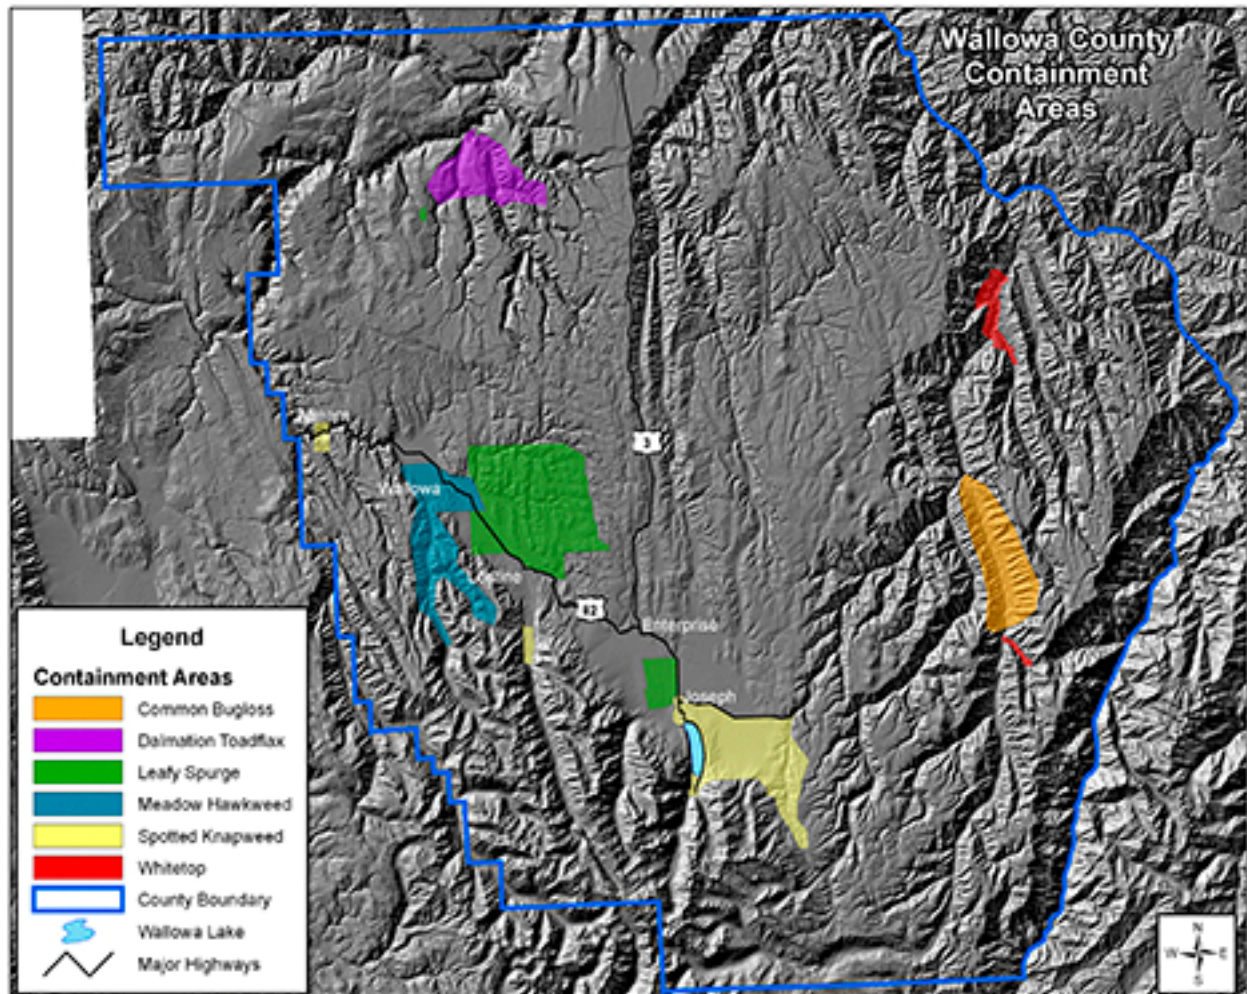 Wallowa County
Containment
Areas
3
Wallowa
82
Enterprise
Joseph
Legend
Containment Areas
Common Bugloss
Dalmation Toadflax
Leafy Spurge
Meadow Hawkweed
Spotted Knapweed
Whitetop
County Boundary
Wallowa Lake
Major Highways
N
W
E
S